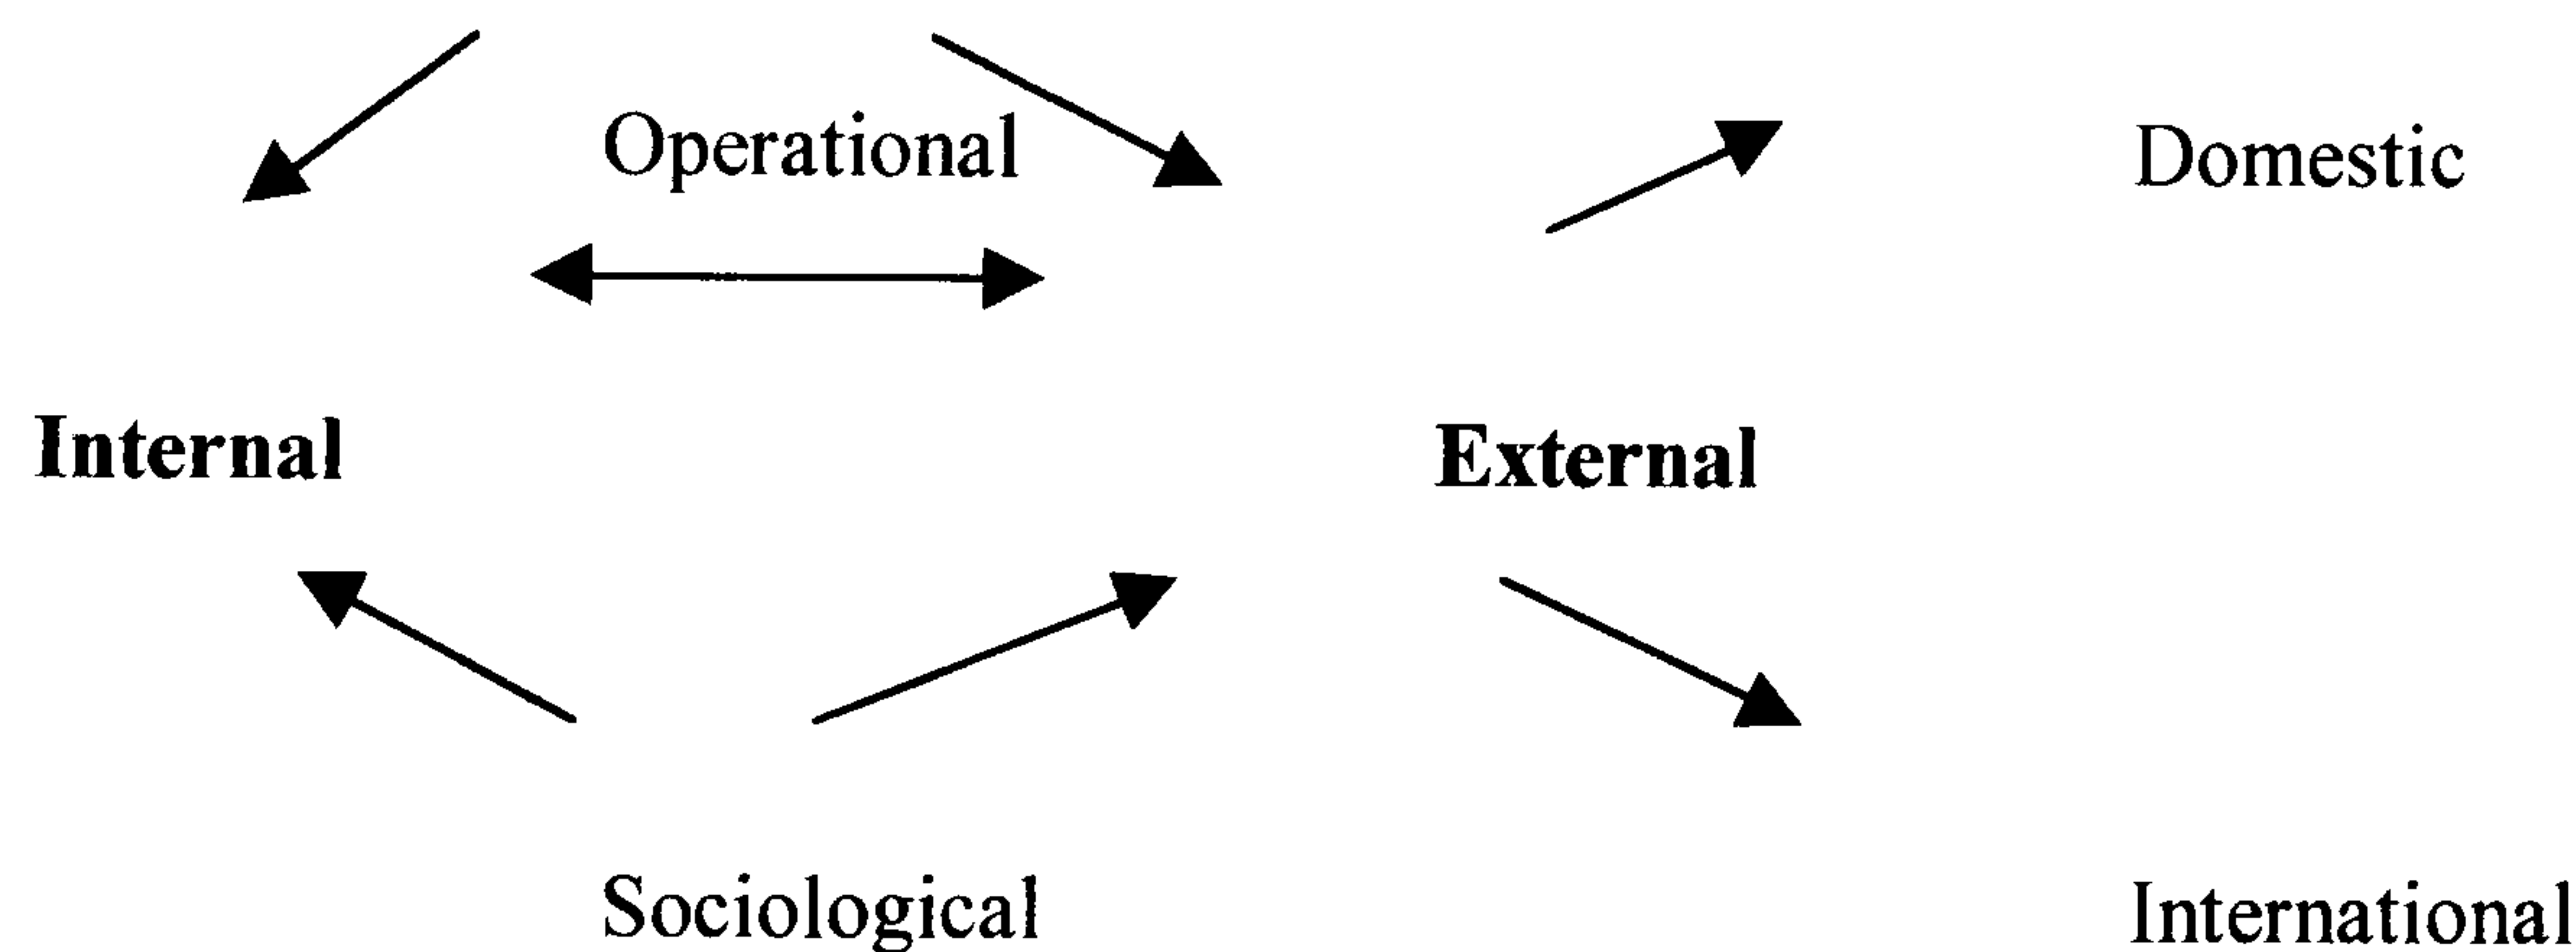 Operational
Domestic
Internal
External
Sociological
International